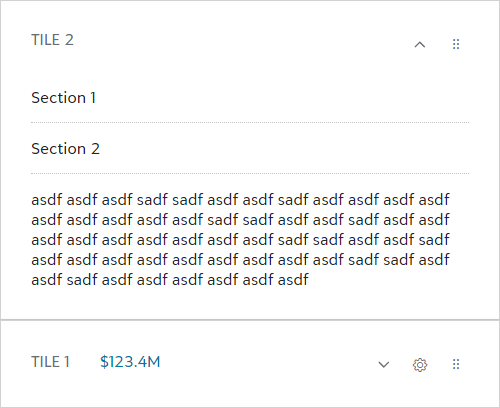 TILE 2
Section 1
Section 2
asdf asdf asdf sadf sadf asdf asdf sadf asdf asdf asdf asdf
asdf asdf asdf asdf asdf sadf sadf asdf asdf sadf asdf asdf
asdf asdf asdf asdf asdf asdf asdf sadf sadf asdf asdf sadf
asdf asdf asdf asdf asdf asdf asdf asdf asdf sadf sadf asdf
asdf sadf asdf asdf asdf asdf asdf asdf
TILE 1 $123.4M